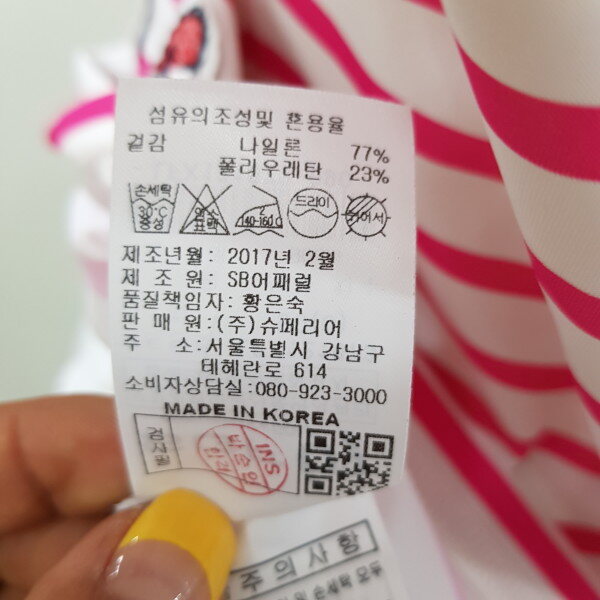 섬유의조성및 혼용율
겉감 나일론 77%
폴리우레탄 23%
손세탁 30℃ 중성
염소 표백
140-160℃
드라이
제조년월: 2017년 2월
제 조 원: SB어패럴
품질책임자: 황은숙
판 매 원:(주)슈페리어
주 소:서울특별시 강남구
테헤란로 614
소비자상담실:080-923-3000
MADE IN KOREA
검사필
INS
주의사항